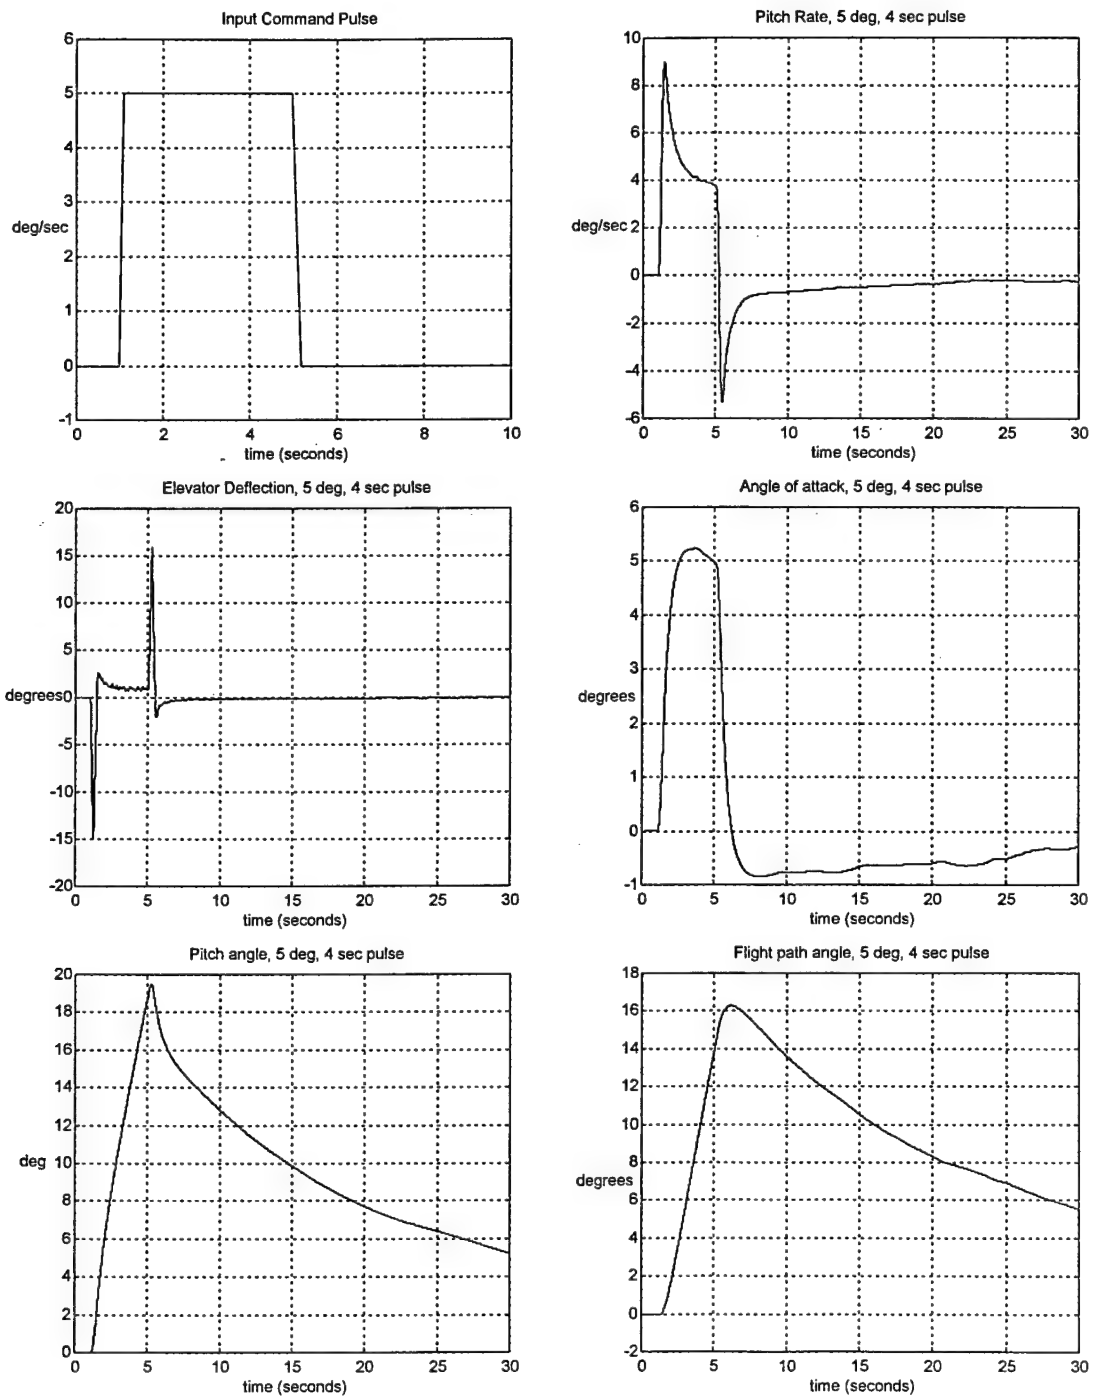 Input Command Pulse
6
5
4
3
deg/sec
2
1
0
-1
0 2 4 6 8 10
time (seconds)
Pitch Rate, 5 deg, 4 sec pulse
10
8
6
4
deg/sec 2
0
-2
-4
-6
0 5 10 15 20 25 30
time (seconds)
Elevator Deflection, 5 deg, 4 sec pulse
20
15
10
5
degrees0
-5
-10
-15
-20
0 5 10 15 20 25 30
time (seconds)
Angle of attack, 5 deg, 4 sec pulse
6
5
4
3
degrees
2
1
0
-1
0 5 10 15 20 25 30
time (seconds)
Pitch angle, 5 deg, 4 sec pulse
20
18
16
14
12
deg 10
8
6
4
2
0
0 5 10 15 20 25 30
time (seconds)
Flight path angle, 5 deg, 4 sec pulse
18
16
14
12
10
8
degrees
6
4
2
0
-2
0 5 10 15 20 25 30
time (seconds)